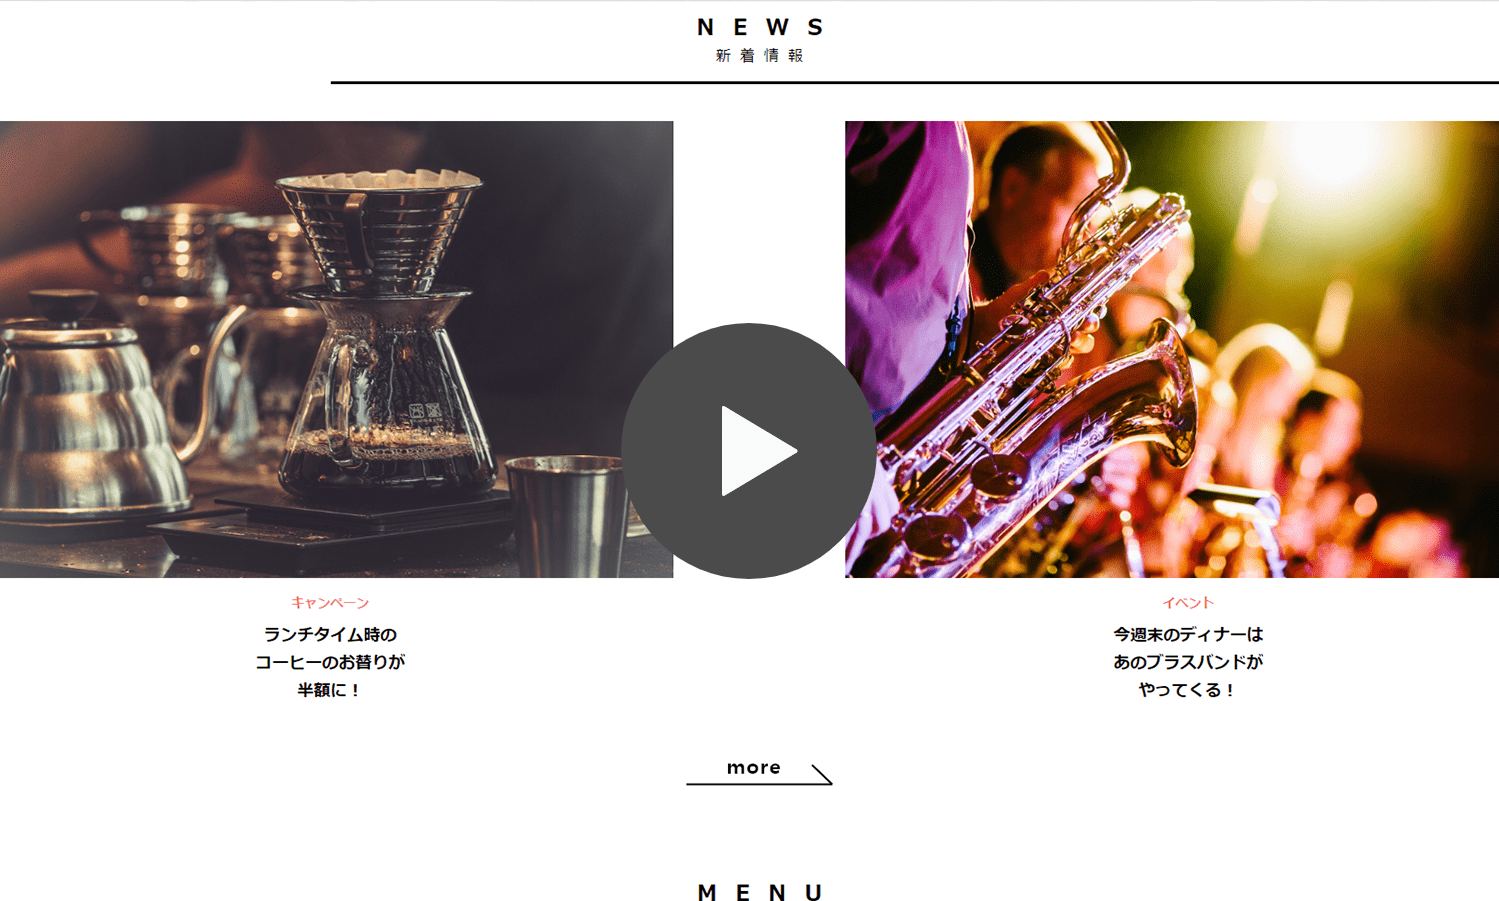 NEWS
新着情報
キャンペーン
ランチタイム時の
コーヒーのお替りが
半額に！
イベント
今週末のディナーは
あのブラスバンドが
やってくる！
more
MENU